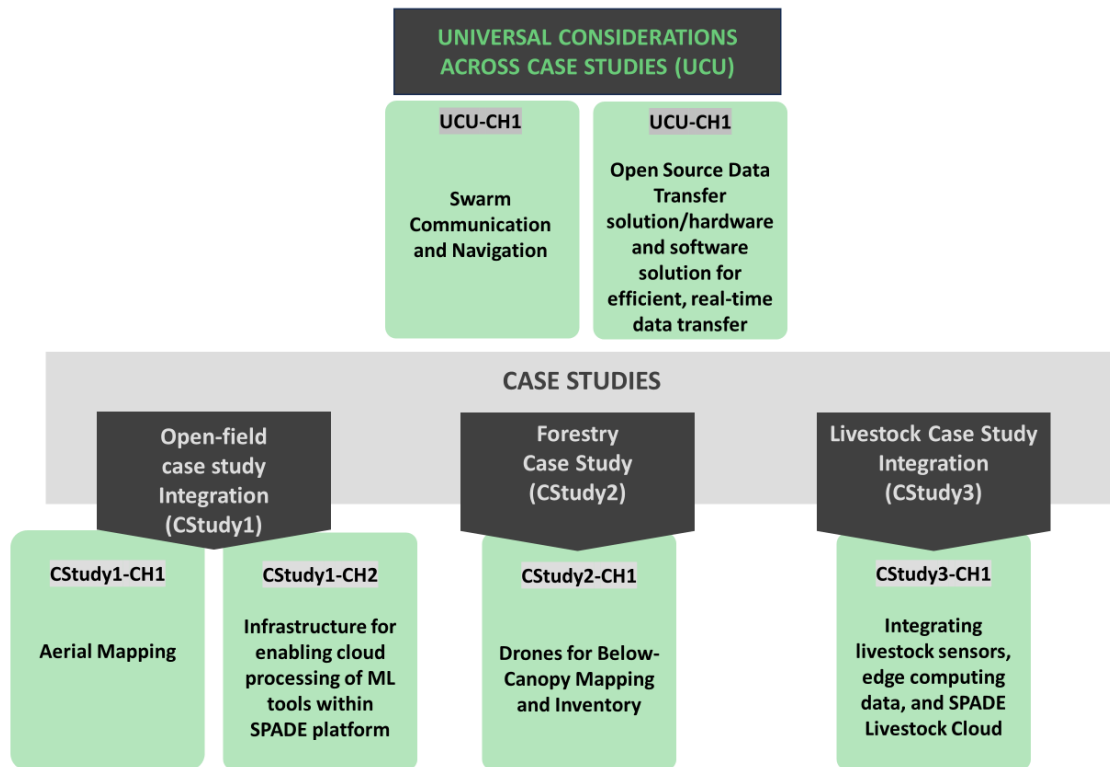 UNIVERSAL CONSIDERATIONS
ACROSS CASE STUDIES (UCU)
UCU-CH1
Swarm
Communication
and Navigation
UCU-CH1
Open Source Data
Transfer
solution/hardware
and software
solution for
efficient, real-time
data transfer
CASE STUDIES
Open-field
case study
Integration
(CStudy1)
Forestry
Case Study
(CStudy2)
Livestock Case Study
Integration
(CStudy3)
CStudy1-CH1
Aerial Mapping
CStudy1-CH2
Infrastructure for
enabling cloud
processing of ML
tools within
SPADE platform
CStudy2-CH1
Drones for Below-
Canopy Mapping
and Inventory
CStudy3-CH1
Integrating
livestock sensors,
edge computing
data, and SPADE
Livestock Cloud